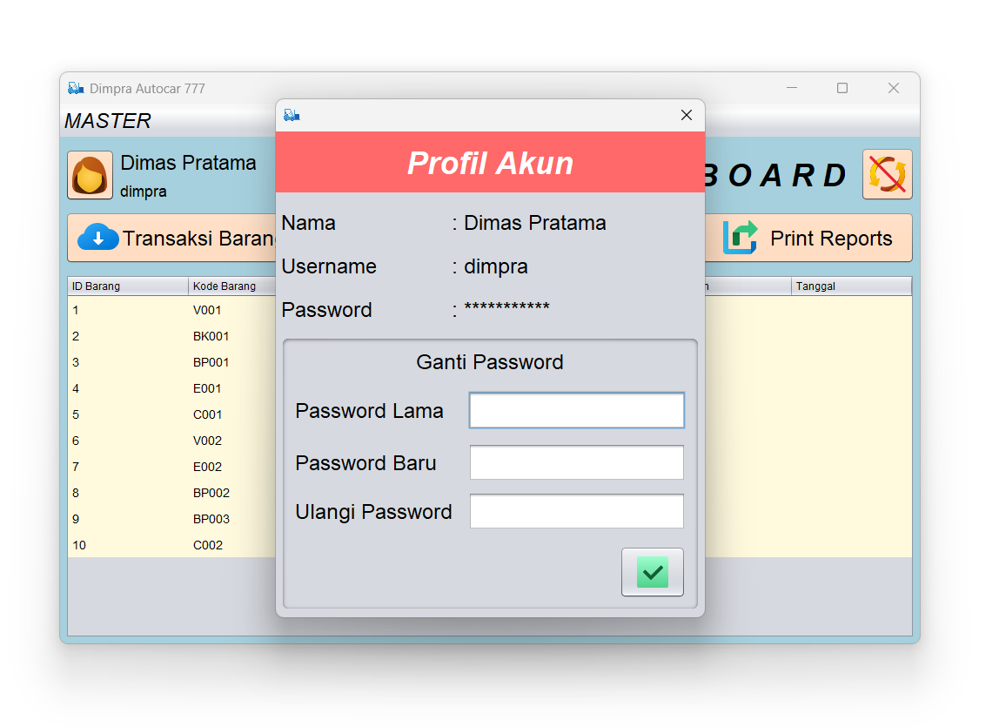 Dimpra Autocar 777
MASTER
Dimas Pratama
dimpra
BOARD
Transaksi Barang
Print Reports
ID Barang Kode Barang Tanggal
1 V001
2 BK001
3 BP001
4 E001
5 C001
6 V002
7 E002
8 BP002
9 BP003
10 C002
Profil Akun
Nama : Dimas Pratama
Username : dimpra
Password : ***********
Ganti Password
Password Lama
Password Baru
Ulangi Password